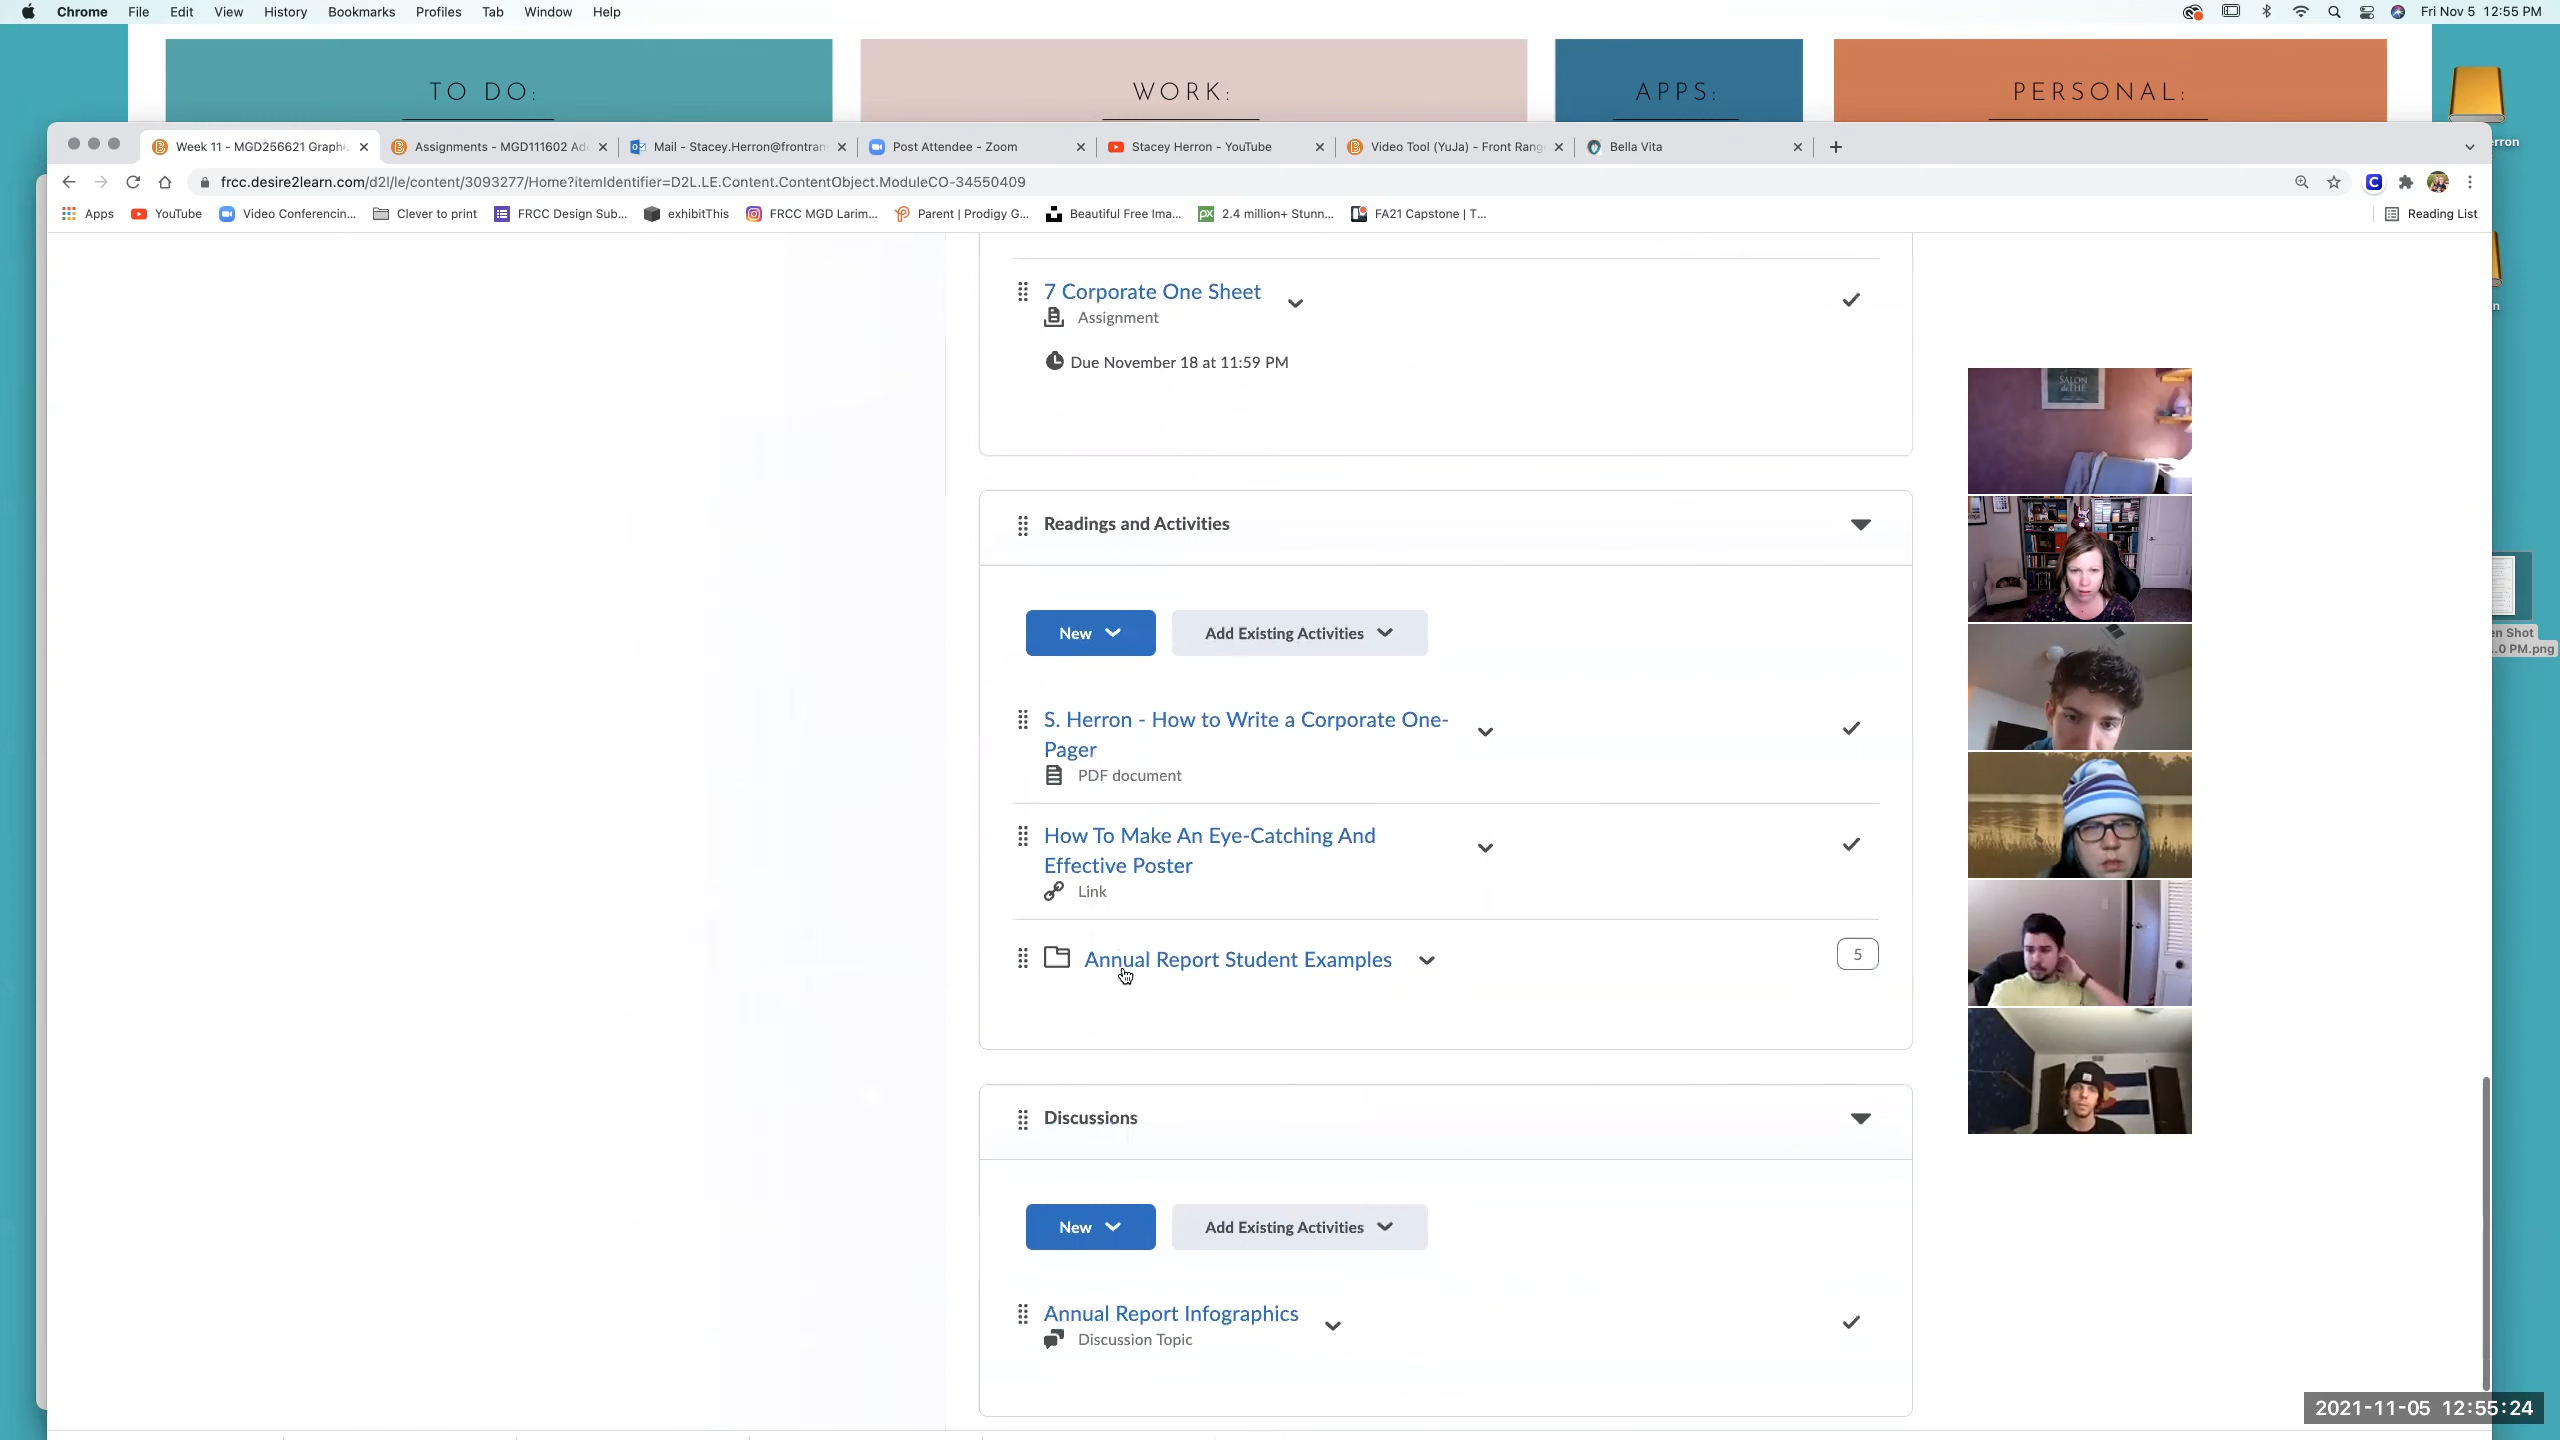 Chrome File Edit View History Bookmarks Profiles Tab Window Help
Fri Nov 5 12:55 PM
TO DO:
WORK:
APPS:
PERSONAL:
Week 11 - MGD256621 Graph
Assignments - MGD111602 Ad
Mail - Stacey.Herron@frontran
Post Attendee - Zoom
Stacey Herron - YouTube
Video Tool (YuJa) - Front Rang
Bella Vita
frcc.desire2learn.com/d2l/le/content/3093277/Home?itemIdentifier=D2L.LE.Content.ContentObject.ModuleCO-34550409
Apps
YouTube
Video Conferencin...
Clever to print
FRCC Design Sub...
exhibitThis
FRCC MGD Larim...
Parent | Prodigy G...
Beautiful Free Ima...
2.4 million+ Stunn...
FA21 Capstone | T...
Reading List
7 Corporate One Sheet
Assignment
Due November 18 at 11:59 PM
Readings and Activities
New
Add Existing Activities
S. Herron - How to Write a Corporate One-
Pager
PDF document
How To Make An Eye-Catching And
Effective Poster
Link
Annual Report Student Examples
5
Discussions
New
Add Existing Activities
Annual Report Infographics
Discussion Topic
erron
n
en Shot
..0 PM.png
SALON
2021-11-05 12:55:24